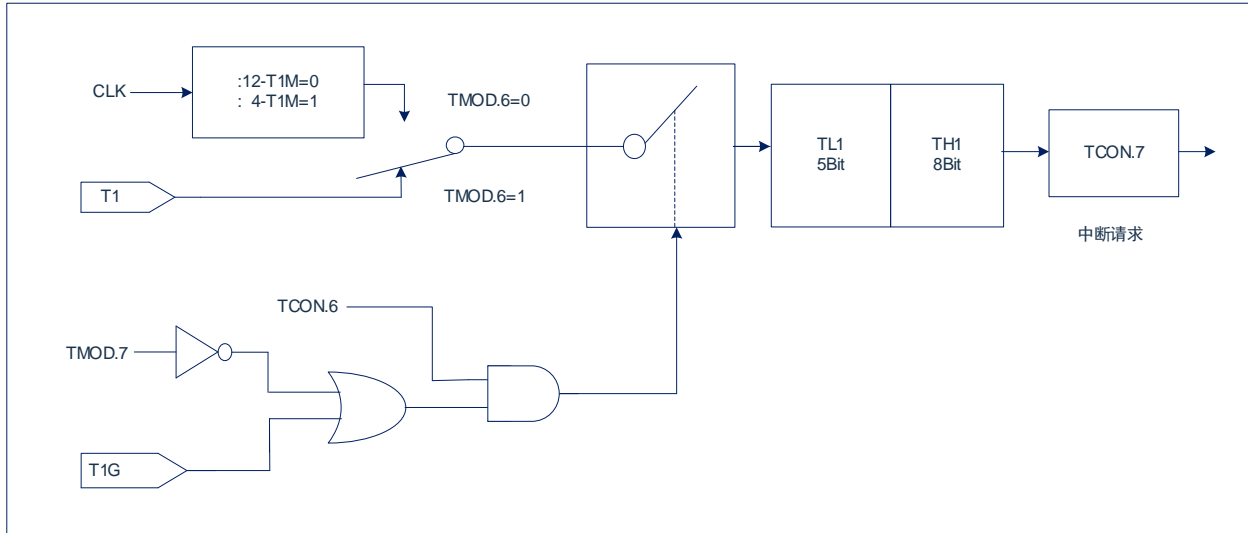 CLK
:12-T1M=0
: 4-T1M=1
TMOD.6=0
T1
TMOD.6=1
TL1
5Bit
TH1
8Bit
TCON.7
中断请求
TCON.6
TMOD.7
T1G